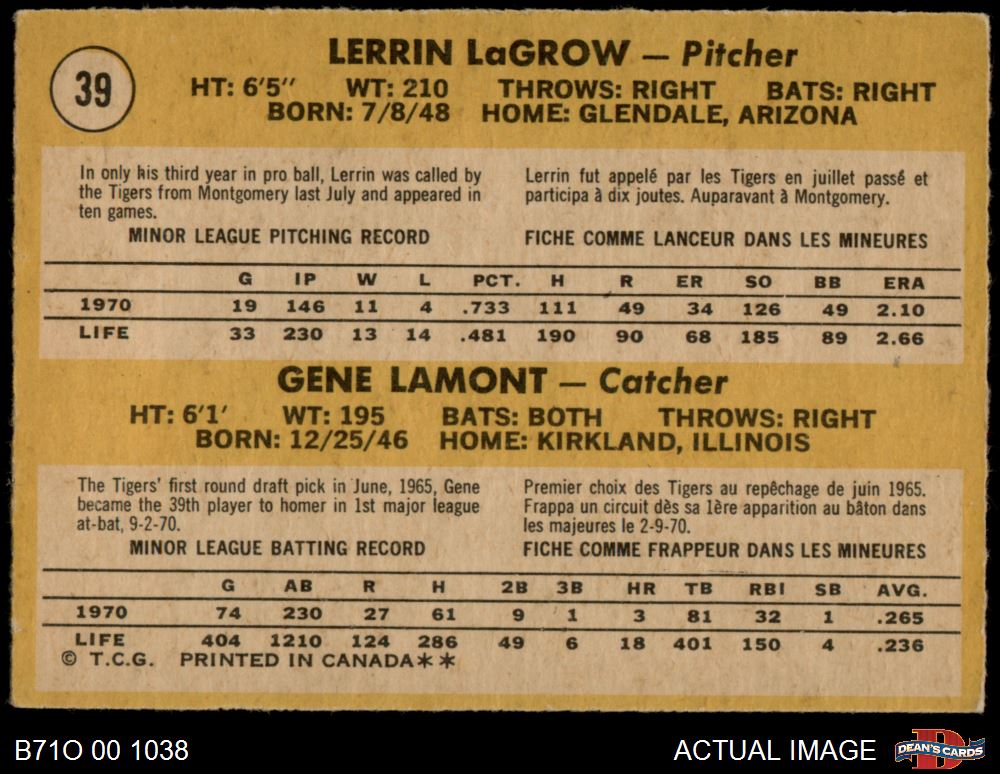 39
LERRIN LaGROW — Pitcher
HT: 6'5" WT: 210 THROWS: RIGHT BATS: RIGHT
BORN: 7/8/48 HOME: GLENDALE, ARIZONA
In only his third year in pro ball, Lerrin was called by
the Tigers from Montgomery last July and appeared in
ten games.
MINOR LEAGUE PITCHING RECORD
Lerrin fut appelé par les Tigers en juillet passé et
participa à dix joutes. Auparavant à Montgomery.
FICHE COMME LANCEUR DANS LES MINEURES
G IP W L PCT. H R ER SO BB ERA
1970 19 146 11 4 .733 111 49 34 126 49 2.10
LIFE 33 230 13 14 .481 190 90 68 185 89 2.66
GENE LAMONT — Catcher
HT: 6'1' WT: 195 BATS: BOTH THROWS: RIGHT
BORN: 12/25/46 HOME: KIRKLAND, ILLINOIS
The Tigers' first round draft pick in June, 1965, Gene
became the 39th player to homer in 1st major league
at-bat, 9-2-70.
MINOR LEAGUE BATTING RECORD
Premier choix des Tigers au repêchage de juin 1965.
Frappa un circuit dès sa 1ère apparition au bâton dans
les majeures le 2-9-70.
FICHE COMME FRAPPEUR DANS LES MINEURES
G AB R H 2B 3B HR TB RBI SB AVG.
1970 74 230 27 61 9 1 3 81 32 1 .265
LIFE 404 1210 124 286 49 6 18 401 150 4 .236
© T.C.G. PRINTED IN CANADA**
B71O 00 1038
ACTUAL IMAGE
DEAN'S CARDS